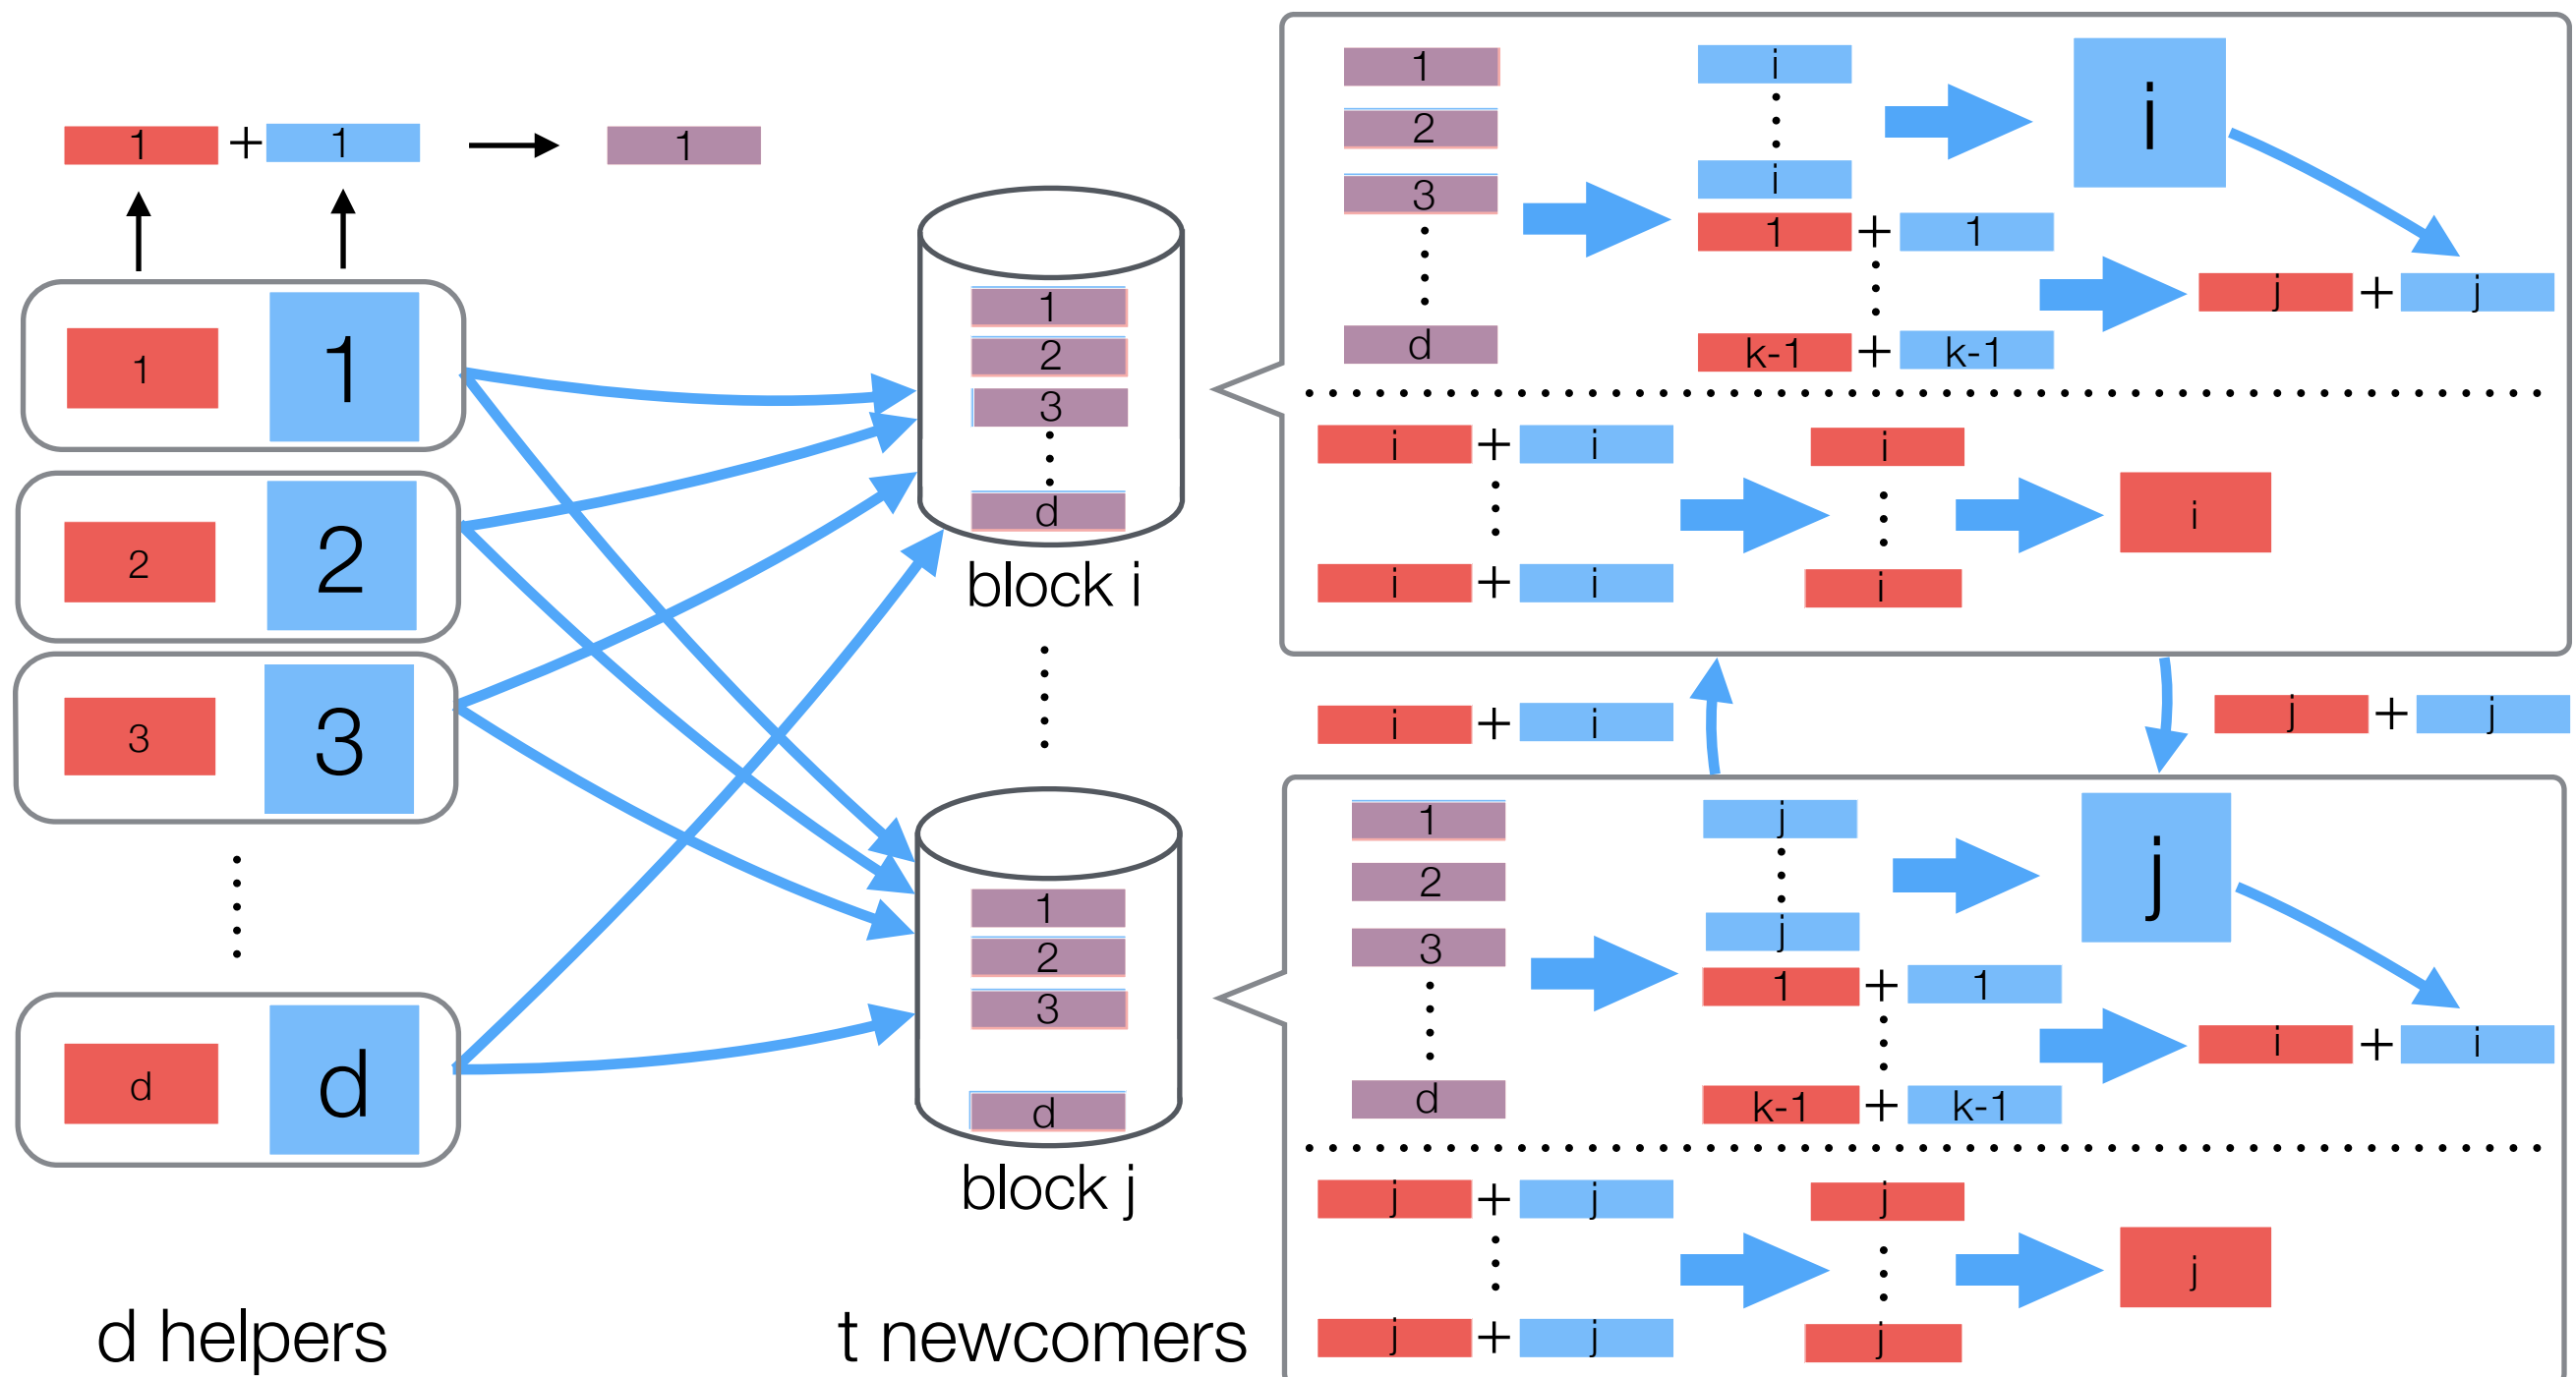 1 + 1 1
1 1
2 2
3 3
d d
d helpers
1
2
3
d
block i
1
2
3
d
block j
t newcomers
1
2
3
d
i
i
1 + 1
k-1 + k-1
i
j + j
i + i
i + i
i
i
i
i + i
j + j
1
2
3
d
j
j
1 + 1
k-1 + k-1
j
i + i
j + j
j + j
j
j
j